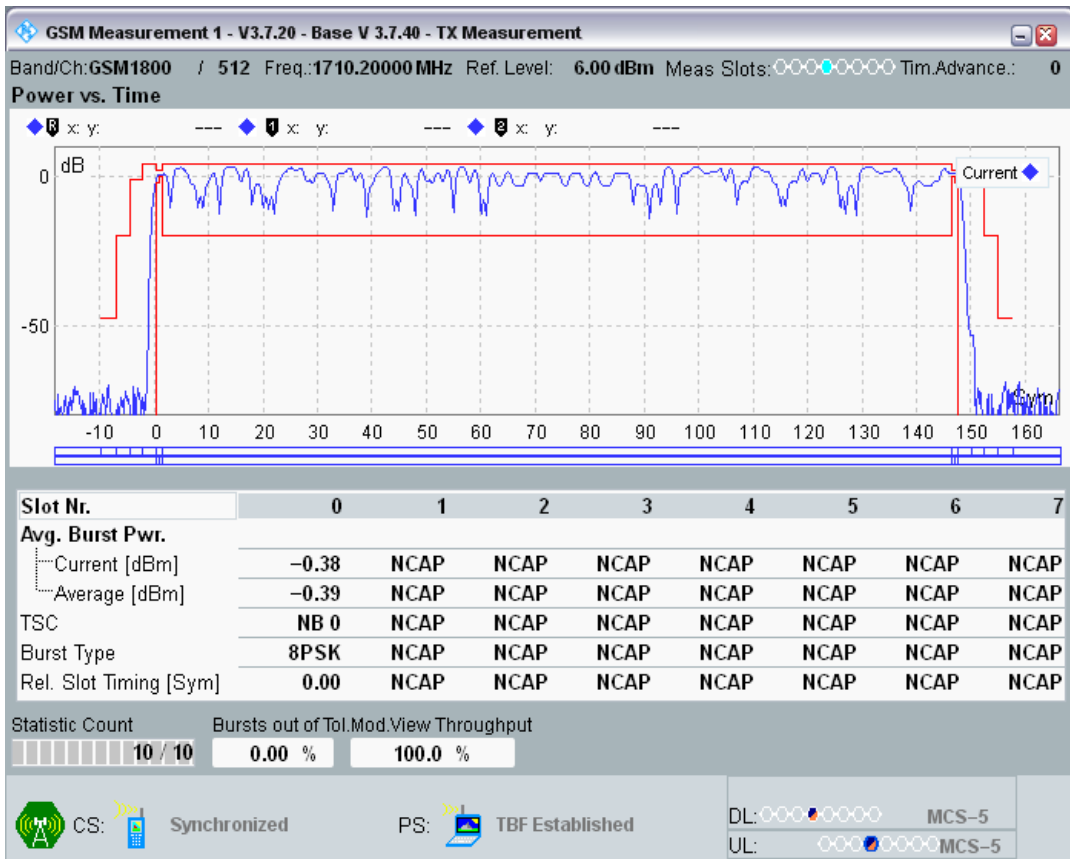 GSM Measurement 1 - V3.7.20 - Base V 3.7.40 - TX Measurement
Band/Ch:GSM1800 / 512 Freq.:1710.20000 MHz Ref. Level: 6.00 dBm Meas Slots: Tim.Advance.: 0
Power vs. Time
R x: y: --- 1 x: y: --- 2 x: y: ---
dB
Current
0
-50
Sym
-10 0 10 20 30 40 50 60 70 80 90 100 110 120 130 140 150 160
Slot Nr. 0 1 2 3 4 5 6 7
Avg. Burst Pwr.
Current [dBm] −0.38 NCAP NCAP NCAP NCAP NCAP NCAP NCAP
Average [dBm] −0.39 NCAP NCAP NCAP NCAP NCAP NCAP NCAP
TSC NB 0 NCAP NCAP NCAP NCAP NCAP NCAP NCAP
Burst Type 8PSK NCAP NCAP NCAP NCAP NCAP NCAP NCAP
Rel. Slot Timing [Sym] 0.00 NCAP NCAP NCAP NCAP NCAP NCAP NCAP
Statistic Count Bursts out of Tol.Mod.View Throughput
10 / 10 0.00 % 100.0 %
CS: Synchronized PS: TBF Established
DL: MCS−5
UL: MCS−5